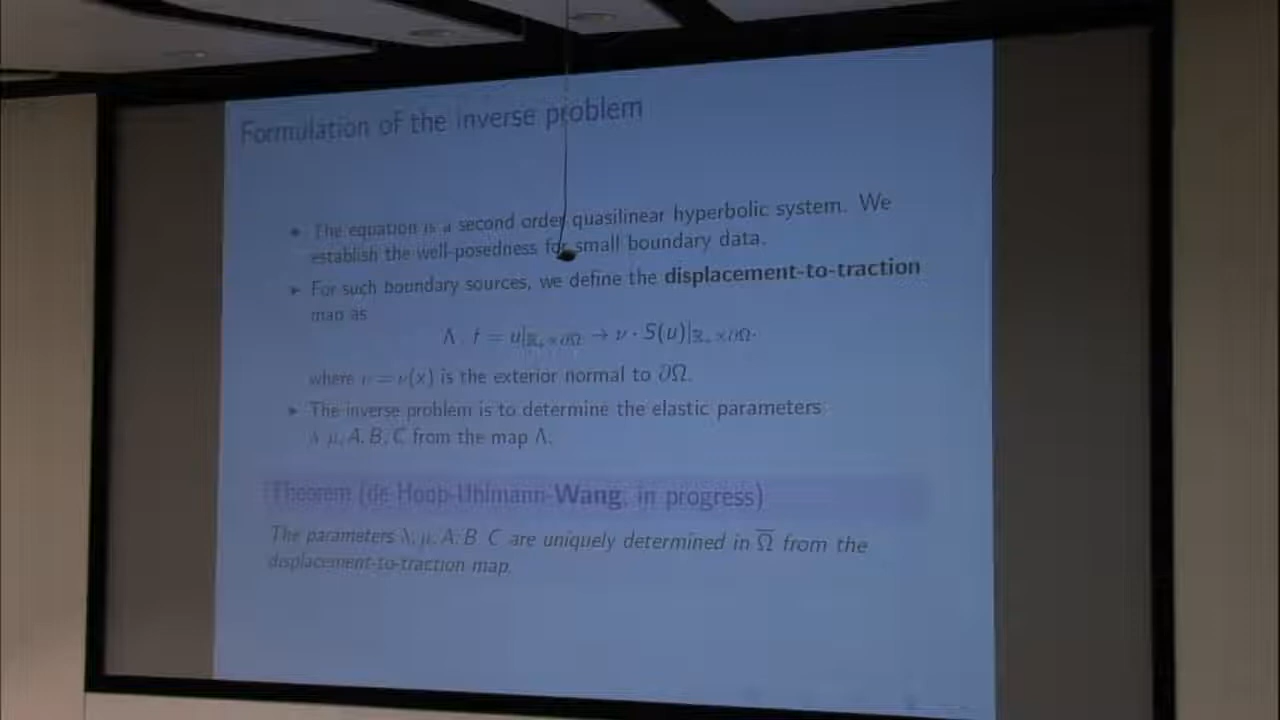 Formulation of the inverse problem
The equation is a second order quasilinear hyperbolic system. We
establish the well-posedness for small boundary data.
For such boundary sources, we define the displacement-to-traction
map as
Λ : f = u|ℝ₊×∂Ω → ν · S(u)|ℝ₊×∂Ω.
where ν = ν(x) is the exterior normal to ∂Ω.
The inverse problem is to determine the elastic parameters
λ, μ, A, B, C from the map Λ.
Theorem (de Hoop-Uhlmann-Wang, in progress)
The parameters λ, μ, A, B, C are uniquely determined in Ω̅ from the
displacement-to-traction map.